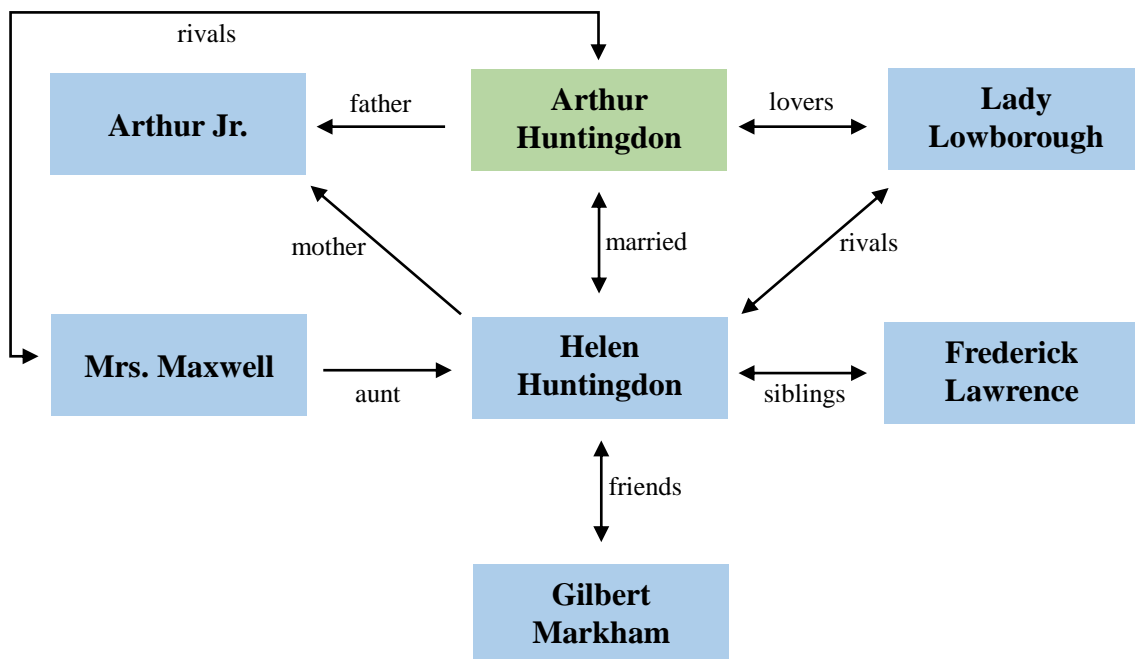 rivals
Arthur Jr.
father
Arthur
Huntingdon
lovers
Lady
Lowborough
mother
married
rivals
Mrs. Maxwell
aunt
Helen
Huntingdon
siblings
Frederick
Lawrence
friends
Gilbert
Markham